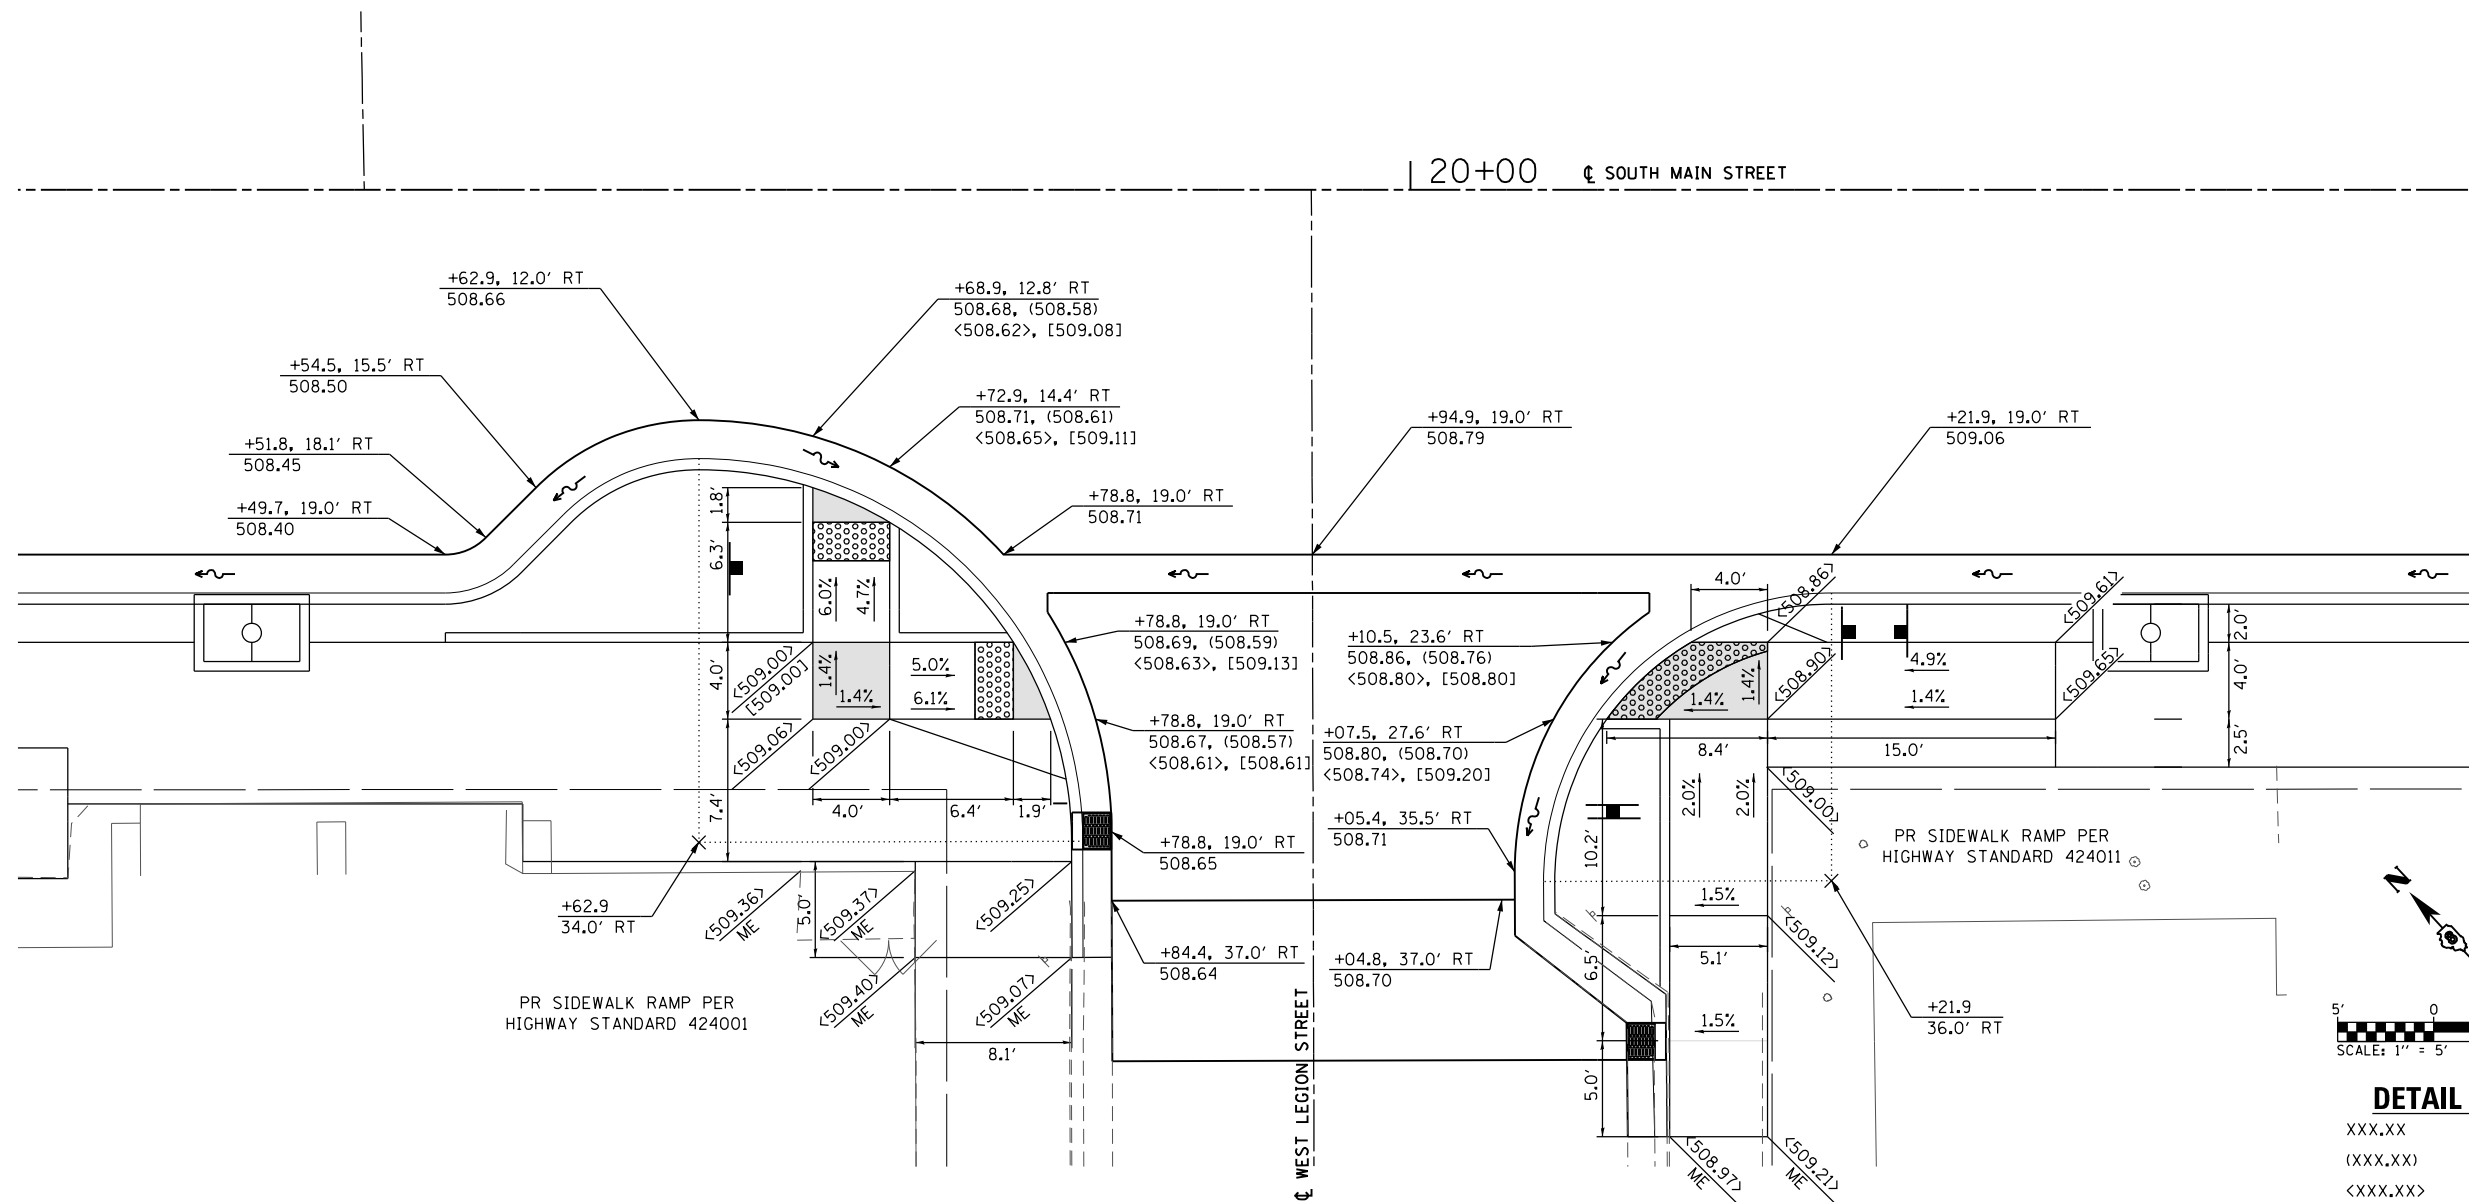 20+00
℄ SOUTH MAIN STREET
+62.9, 12.0' RT
508.66
+68.9, 12.8' RT
508.68, (508.58)
<508.62>, [509.08]
+54.5, 15.5' RT
508.50
+72.9, 14.4' RT
508.71, (508.61)
<508.65>, [509.11]
+51.8, 18.1' RT
508.45
+94.9, 19.0' RT
508.79
+21.9, 19.0' RT
509.06
+49.7, 19.0' RT
508.40
+78.8, 19.0' RT
508.71
1.8'
6.3'
6.0%
4.7%
4.0'
7.4'
1.4%
1.4%
5.0%
6.1%
<509.00>
[509.00]
<509.06>
<509.00>
4.0'
6.4'
1.9'
+78.8, 19.0' RT
508.69, (508.59)
<508.63>, [509.13]
+78.8, 19.0' RT
508.67, (508.57)
<508.61>, [508.61]
+78.8, 19.0' RT
508.65
+84.4, 37.0' RT
508.64
+10.5, 23.6' RT
508.86, (508.76)
<508.80>, [508.80]
+07.5, 27.6' RT
508.80, (508.70)
<508.74>, [509.20]
+05.4, 35.5' RT
508.71
+04.8, 37.0' RT
508.70
4.0'
<508.86>
<508.90>
<509.61>
<509.65>
4.9%
1.4%
1.4%
1.4%
2.0'
4.0'
2.5'
8.4'
15.0'
2.0%
2.0%
<509.00>
10.2'
1.5%
5.1'
6.5'
1.5%
5.0'
<509.12>
<508.97>
ME
<509.21>
ME
PR SIDEWALK RAMP PER
HIGHWAY STANDARD 424011
+21.9
36.0' RT
+62.9
34.0' RT
<509.36>
ME
5.0'
<509.37>
ME
<509.25>
<509.40>
ME
<509.07>
ME
8.1'
PR SIDEWALK RAMP PER
HIGHWAY STANDARD 424001
℄ WEST LEGION STREET
N
5'
0
SCALE: 1" = 5'
DETAIL
XXX.XX
(XXX.XX)
<XXX.XX>